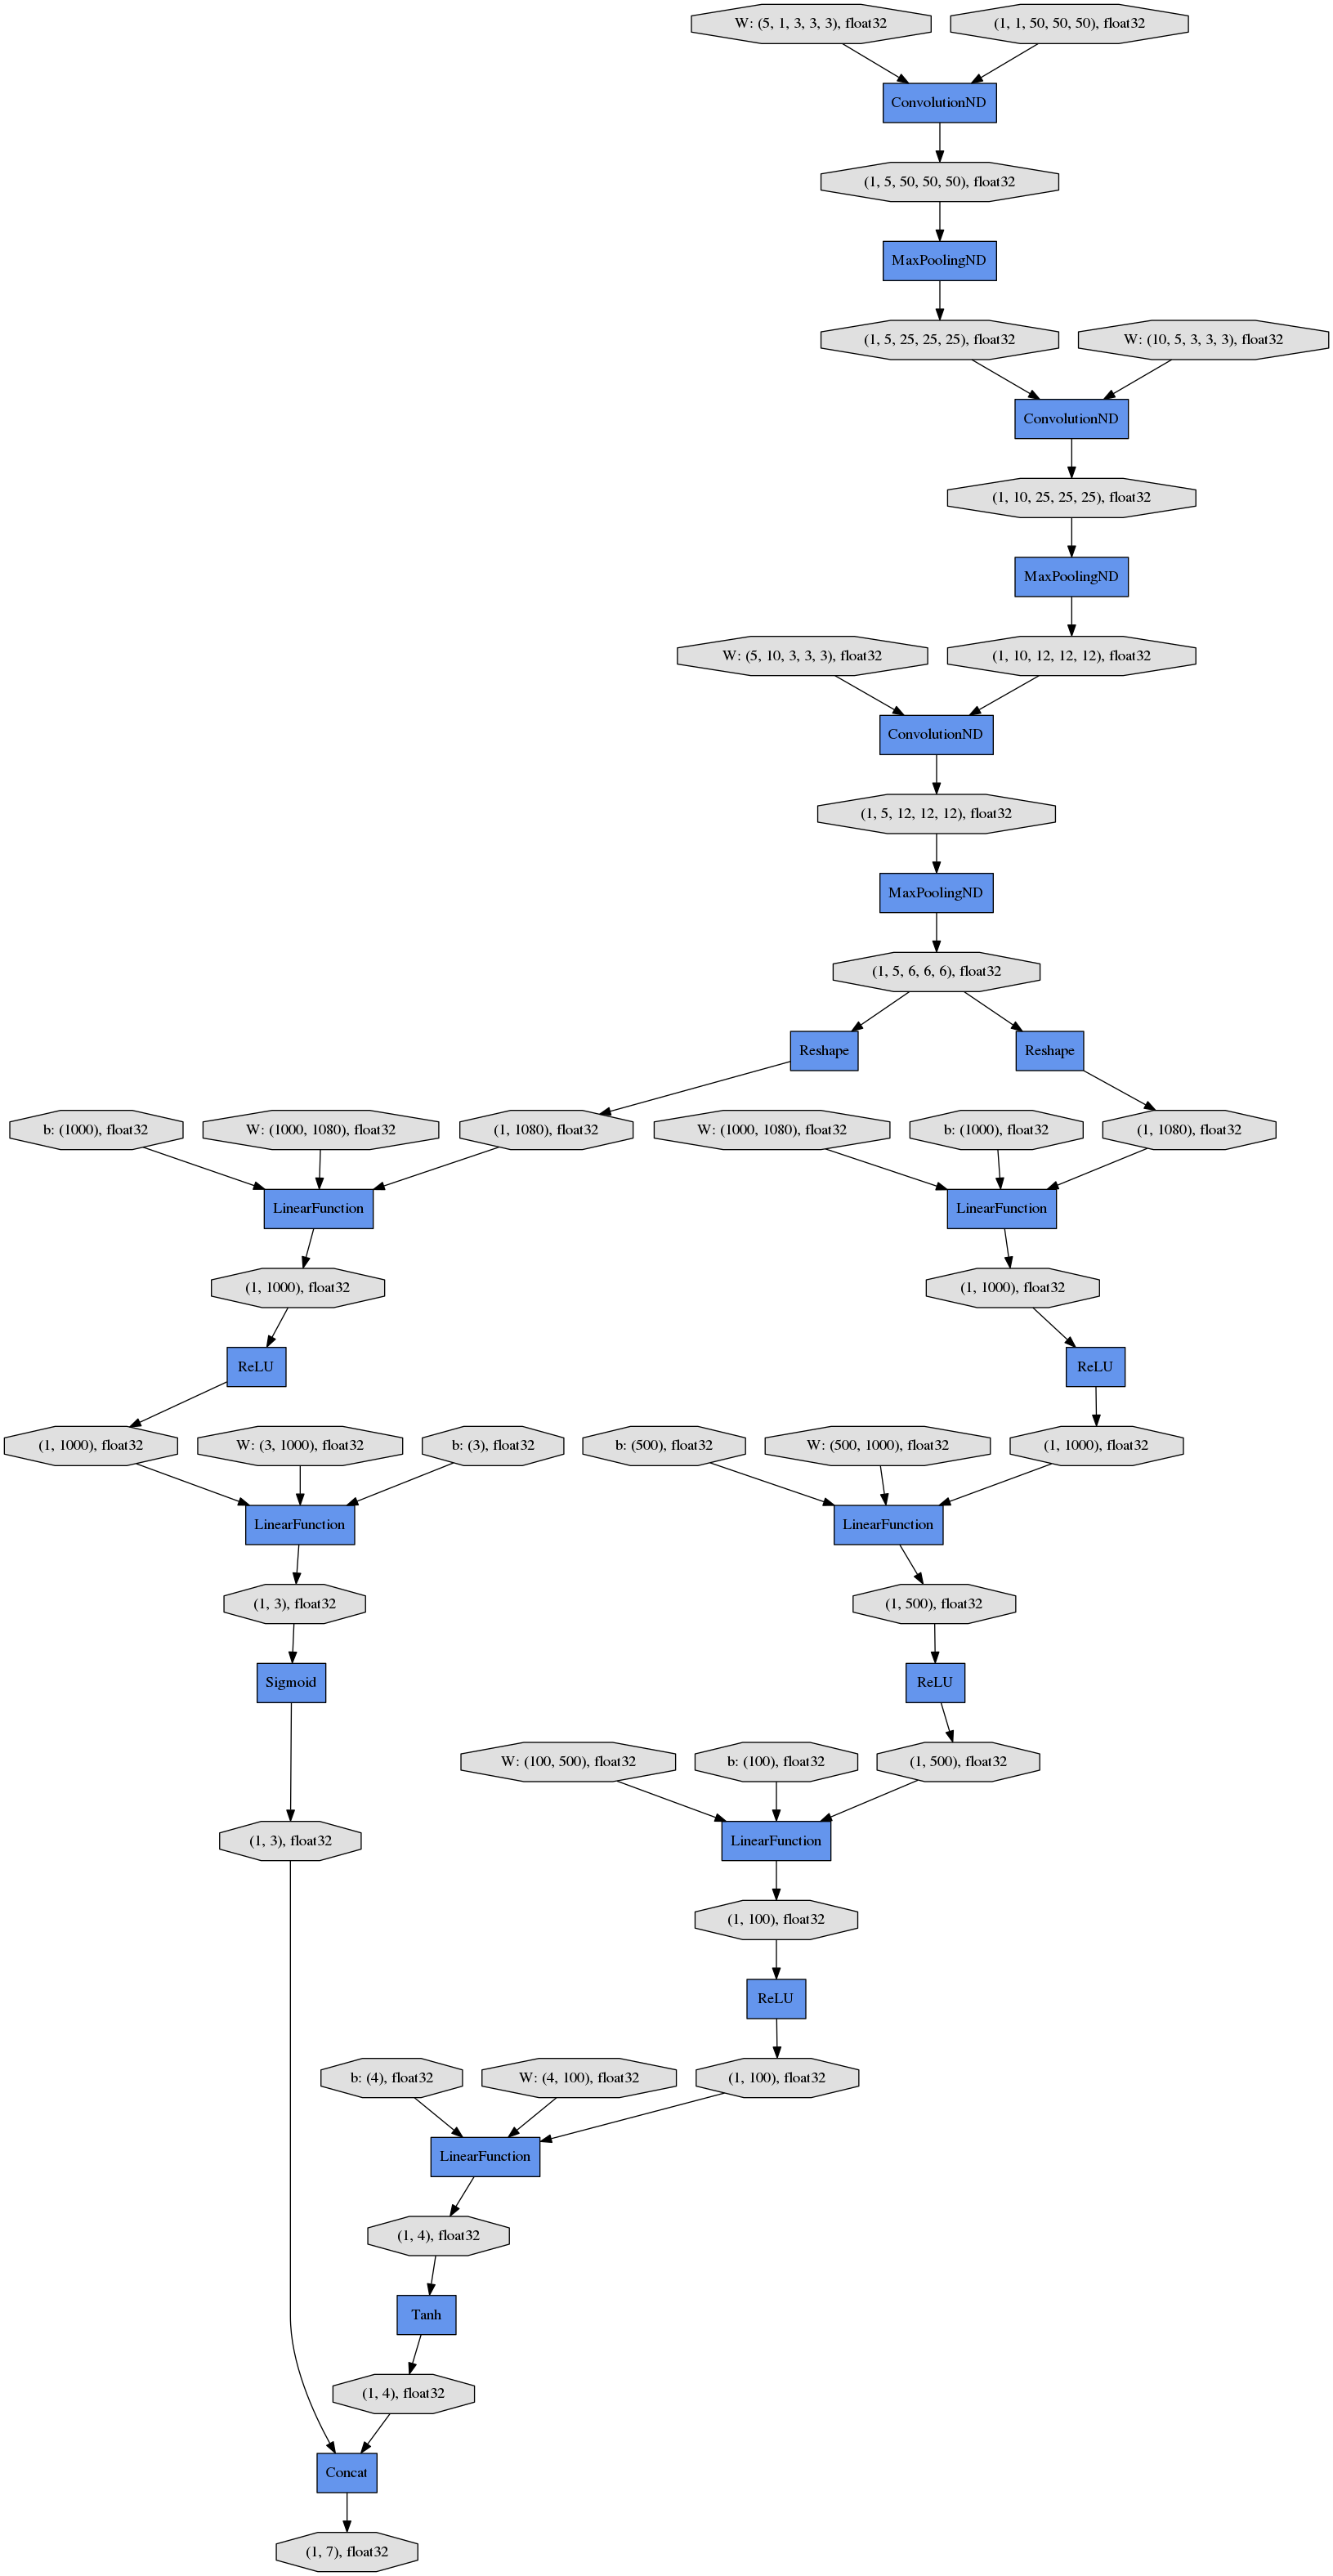 W: (5, 1, 3, 3, 3), float32
(1, 1, 50, 50, 50), float32
ConvolutionND
(1, 5, 50, 50, 50), float32
MaxPoolingND
(1, 5, 25, 25, 25), float32
W: (10, 5, 3, 3, 3), float32
ConvolutionND
(1, 10, 25, 25, 25), float32
MaxPoolingND
W: (5, 10, 3, 3, 3), float32
(1, 10, 12, 12, 12), float32
ConvolutionND
(1, 5, 12, 12, 12), float32
MaxPoolingND
(1, 5, 6, 6, 6), float32
Reshape
Reshape
b: (1000), float32
W: (1000, 1080), float32
(1, 1080), float32
W: (1000, 1080), float32
b: (1000), float32
(1, 1080), float32
LinearFunction
LinearFunction
(1, 1000), float32
(1, 1000), float32
ReLU
ReLU
(1, 1000), float32
W: (3, 1000), float32
b: (3), float32
b: (500), float32
W: (500, 1000), float32
(1, 1000), float32
LinearFunction
LinearFunction
(1, 3), float32
(1, 500), float32
Sigmoid
ReLU
W: (100, 500), float32
b: (100), float32
(1, 500), float32
(1, 3), float32
LinearFunction
(1, 100), float32
ReLU
b: (4), float32
W: (4, 100), float32
(1, 100), float32
LinearFunction
(1, 4), float32
Tanh
(1, 4), float32
Concat
(1, 7), float32